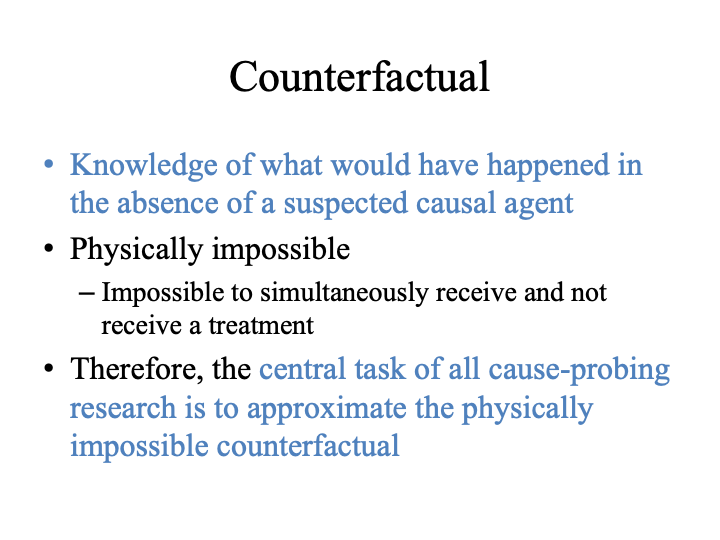 Counterfactual
• Knowledge of what would have happened in
the absence of a suspected causal agent
• Physically impossible
– Impossible to simultaneously receive and not
receive a treatment
• Therefore, the central task of all cause-probing
research is to approximate the physically
impossible counterfactual